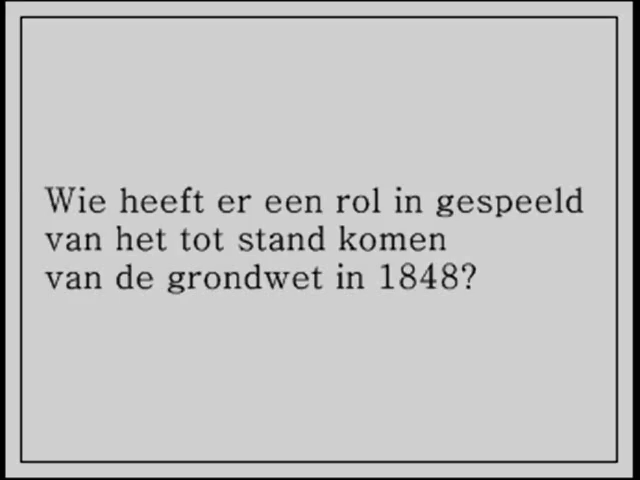 Wie heeft er een rol in gespeeld
van het tot stand komen
van de grondwet in 1848?